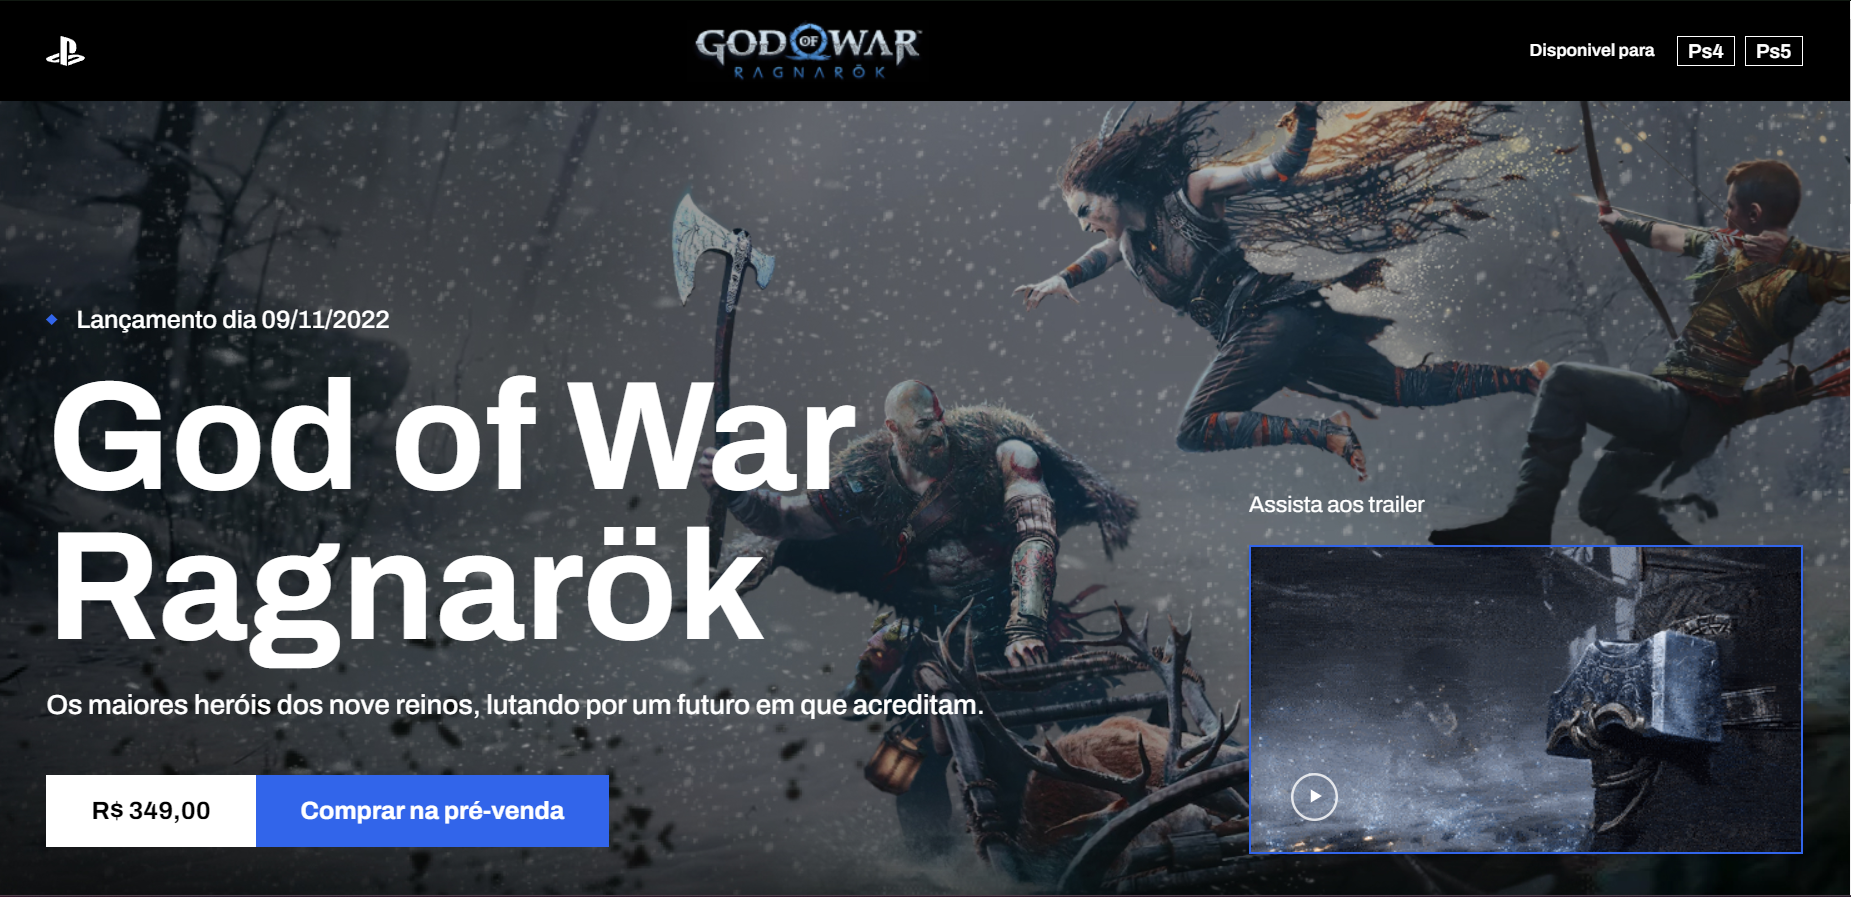 GOD OF WAR
RAGNARÖK
Disponivel para
Ps4
Ps5
Lançamento dia 09/11/2022
God of War
Ragnarök
Os maiores heróis dos nove reinos, lutando por um futuro em que acreditam.
R$ 349,00
Comprar na pré-venda
Assista aos trailer